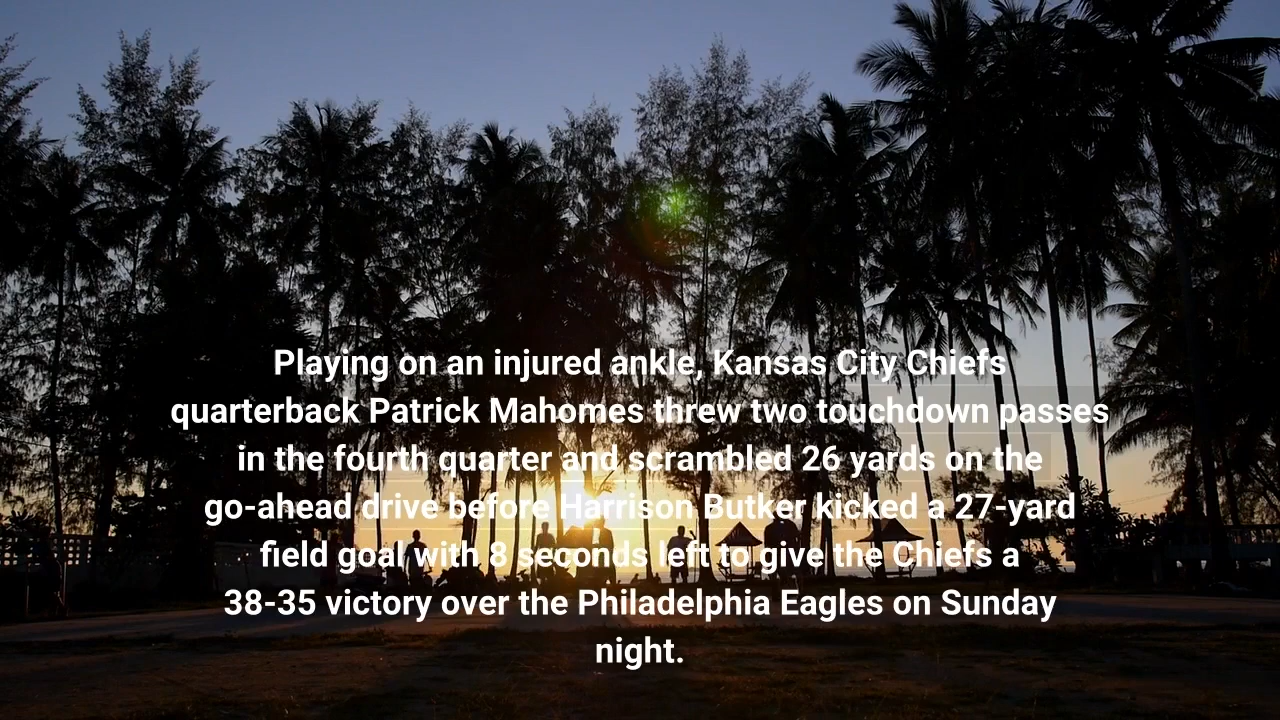 Playing on an injured ankle, Kansas City Chiefs
quarterback Patrick Mahomes threw two touchdown passes
in the fourth quarter and scrambled 26 yards on the
go-ahead drive before Harrison Butker kicked a 27-yard
field goal with 8 seconds left to give the Chiefs a
38-35 victory over the Philadelphia Eagles on Sunday
night.